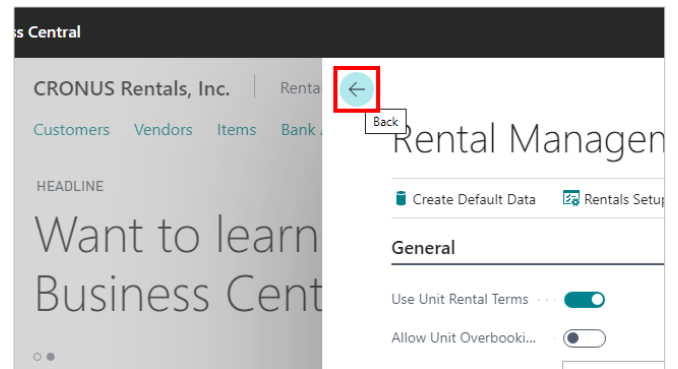 ss Central
CRONUS Rentals, Inc.
Renta
Customers Vendors Items Bank
Back
Rental Managem
HEADLINE
Create Default Data Rentals Setup
Want to learn
Business Cent
General
Use Unit Rental Terms
Allow Unit Overbooki...